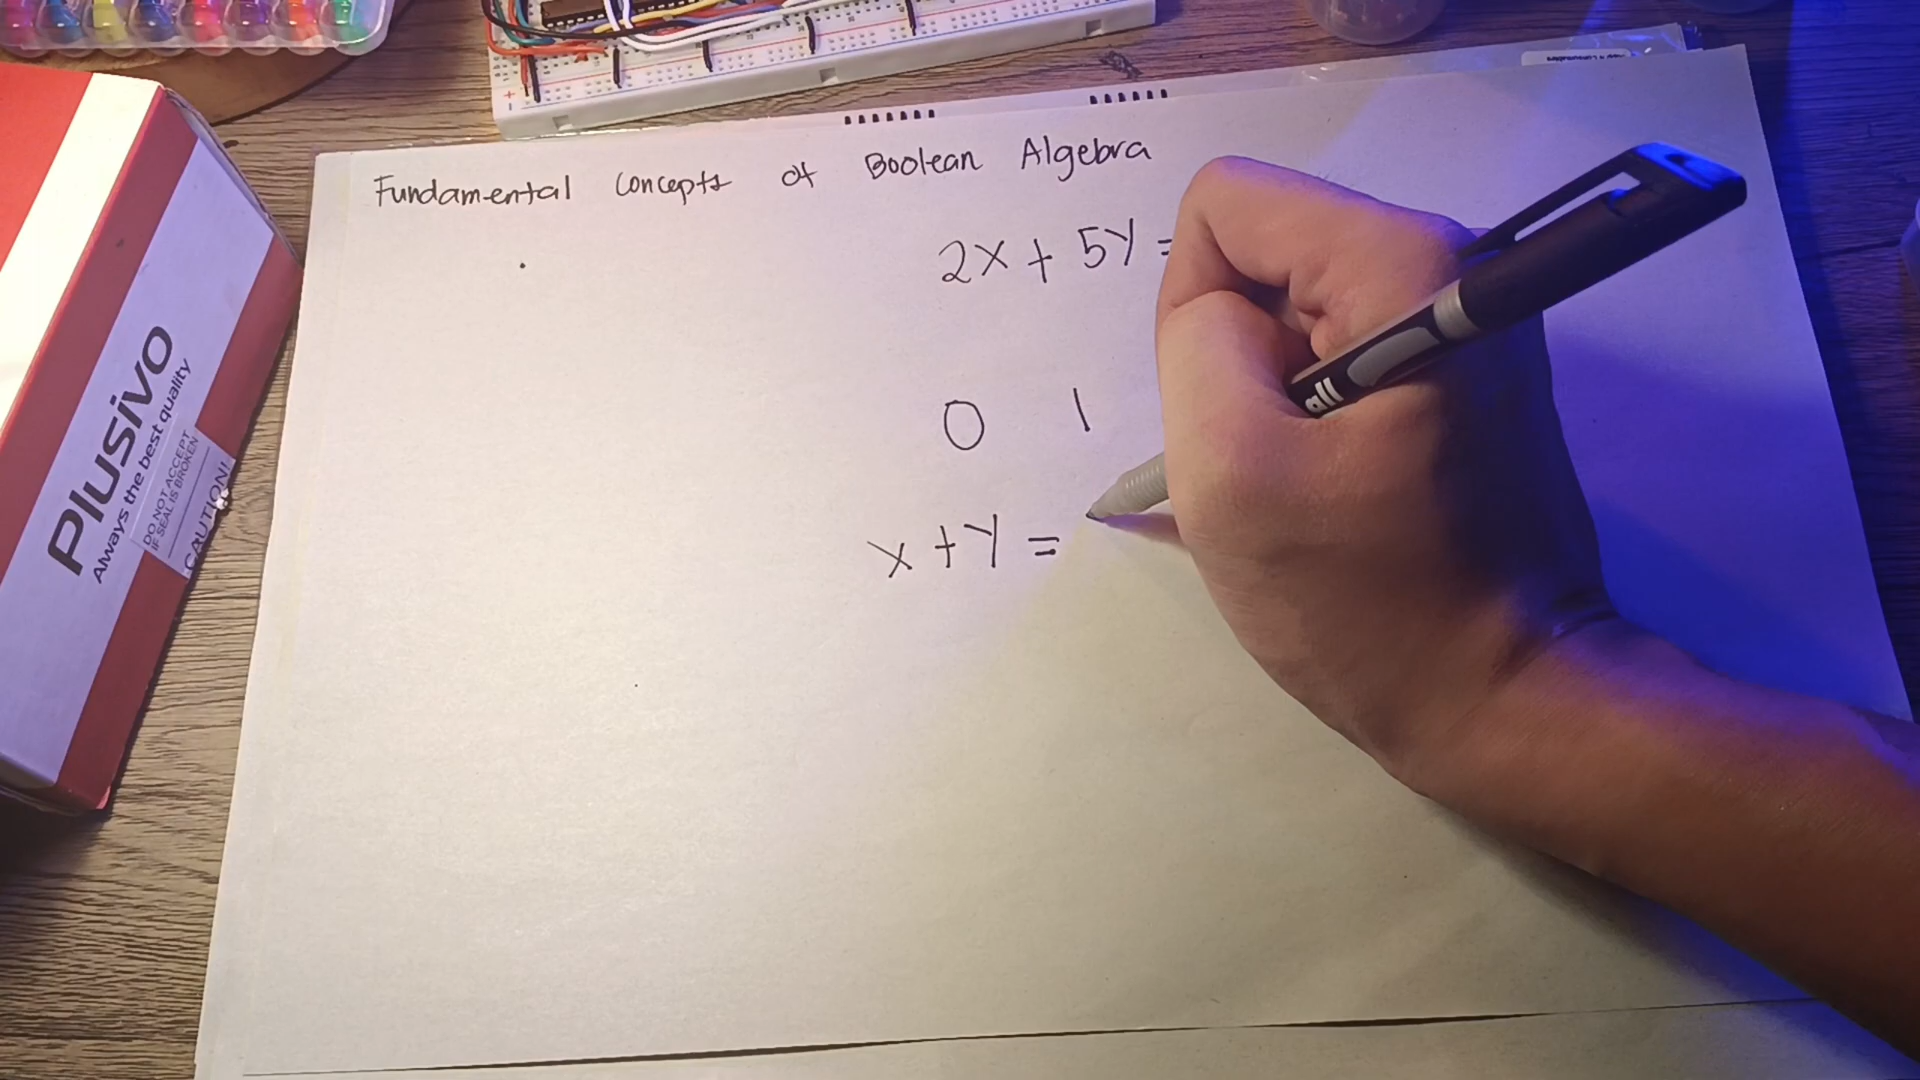 Fundamental Concepts of Boolean Algebra
2X + 5Y =
0 1
X + Y =
Plusivo
Always the best quality
DO NOT ACCEPT
IF SEAL IS BROKEN
CAUTION!
all